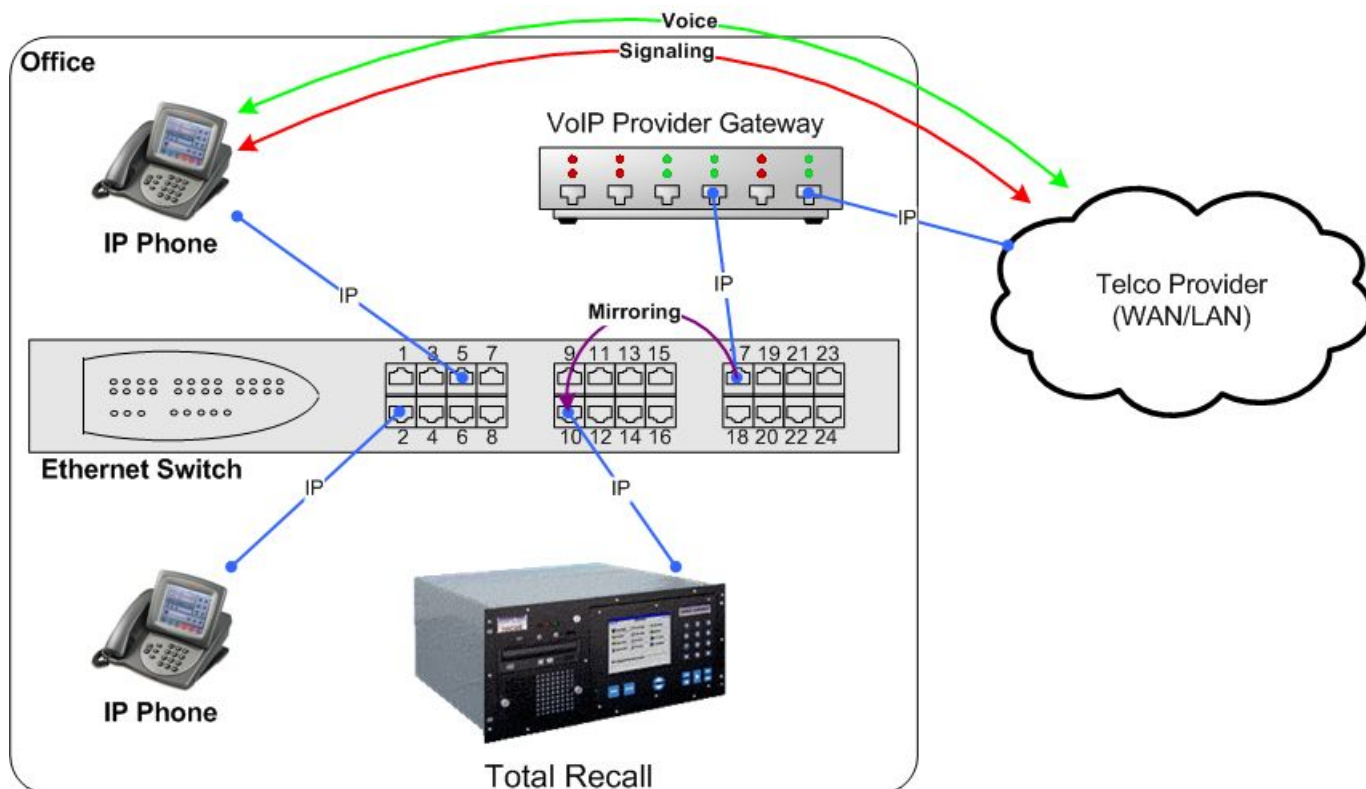 Voice
Signaling
Office
VoIP Provider Gateway
IP
IP Phone
Telco Provider
(WAN/LAN)
IP
IP
Mirroring
1 3 5 7 9 11 13 15 17 19 21 23
2 4 6 8 10 12 14 16 18 20 22 24
Ethernet Switch
IP
IP
IP Phone
Total Recall